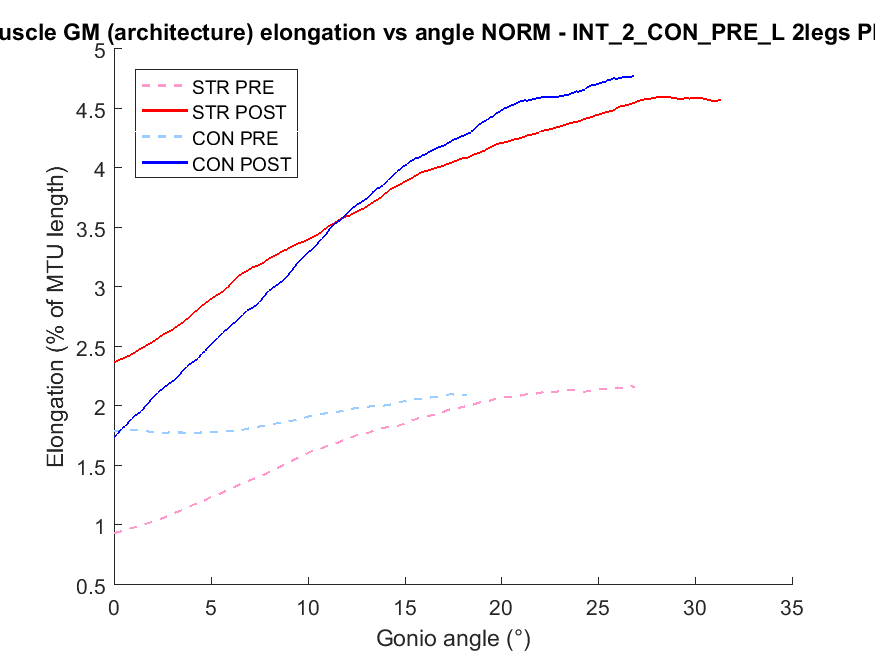 uscle GM (architecture) elongation vs angle NORM - INT_2_CON_PRE_L 2legs P
STR PRE
STR POST
CON PRE
CON POST
Elongation (% of MTU length)
5
4.5
4
3.5
3
2.5
2
1.5
1
0.5
0 5 10 15 20 25 30 35
Gonio angle (°)